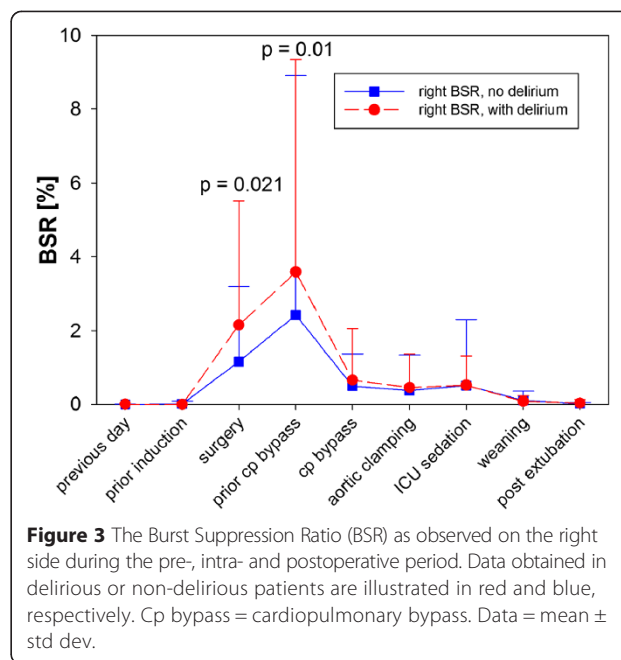 10
8
6
4
2
0
BSR [%]
p = 0.01
p = 0.021
right BSR, no delirium
right BSR, with delirium
previous day
prior induction
surgery
prior cp bypass
cp bypass
aortic clamping
ICU sedation
weaning
post extubation
Figure 3 The Burst Suppression Ratio (BSR) as observed on the right
side during the pre-, intra- and postoperative period. Data obtained in
delirious or non-delirious patients are illustrated in red and blue,
respectively. Cp bypass = cardiopulmonary bypass. Data = mean ±
std dev.